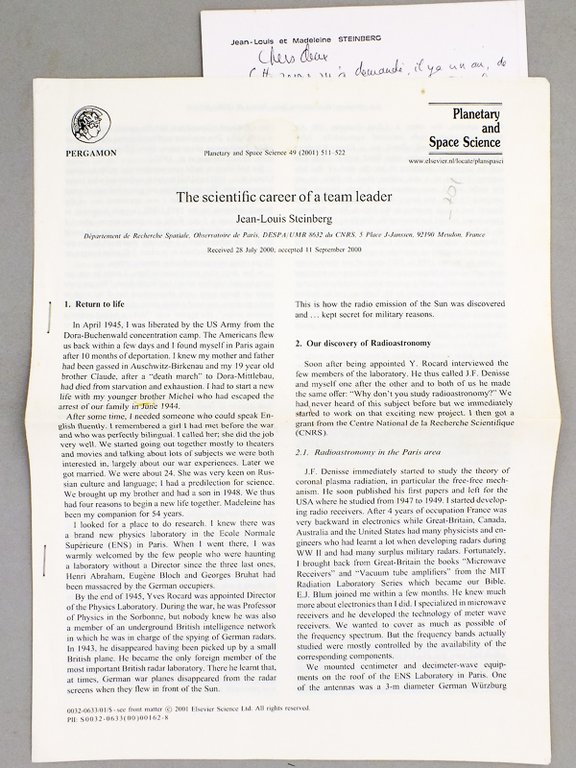 Jean-Louis et Madeleine STEINBERG
Chers deux
demandé, il y a un an, de
PERGAMON
Planetary and Space Science 49 (2001) 511–522
Planetary
and
Space Science
www.elsevier.nl/locate/planspasci
The scientific career of a team leader
Jean-Louis Steinberg
Département de Recherche Spatiale, Observatoire de Paris, DESPA/UMR 8632 du CNRS, 5 Place J-Janssen, 92190 Meudon, France
Received 28 July 2000; accepted 11 September 2000
1. Return to life
In April 1945, I was liberated by the US Army from the
Dora-Buchenwald concentration camp. The Americans flew
us back within a few days and I found myself in Paris again
after 10 months of deportation. I knew my mother and father
had been gassed in Auschwitz-Birkenau and my 19 year old
brother Claude, after a “death march” to Dora-Mittlebau,
had died from starvation and exhaustion. I had to start a new
life with my younger brother Michel who had escaped the
arrest of our family in June 1944.
After some time, I needed someone who could speak En-
glish fluently. I remembered a girl I had met before the war
and who was perfectly bilingual. I called her; she did the job
very well. We started going out together mostly to theaters
and movies and talking about lots of subjects we were both
interested in, largely about our war experiences. Later we
got married. We were about 24. She was very keen on Rus-
sian culture and language; I had a predilection for science.
We brought up my brother and had a son in 1948. We thus
had four reasons to begin a new life together. Madeleine has
been my companion for 54 years.
I looked for a place to do research. I knew there was
a brand new physics laboratory in the Ecole Normale
Supérieure (ENS) in Paris. When I went there, I was
warmly welcomed by the few people who were haunting
a laboratory without a Director since the three last ones,
Henri Abraham, Eugène Bloch and Georges Bruhat had
been massacred by the German occupiers.
By the end of 1945, Yves Rocard was appointed Director
of the Physics Laboratory. During the war, he was Professor
of Physics in the Sorbonne, but nobody knew he was also
a member of an underground British intelligence network
in which he was in charge of the spying of German radars.
In 1943, he disappeared having been picked up by a small
British plane. He became the only foreign member of the
most important British radar laboratory. There he learnt that,
at times, German war planes disappeared from the radar
screens when they flew in front of the Sun.
This is how the radio emission of the Sun was discovered
and ... kept secret for military reasons.
2. Our discovery of Radioastronomy
Soon after being appointed Y. Rocard interviewed the
few members of the laboratory. He thus called J.F. Denisse
and myself one after the other and to both of us he made
the same offer: “Why don't you study radioastronomy?” We
had never heard of this subject before but we immediately
started to work on that exciting new project. I then got a
grant from the Centre National de la Recherche Scientifique
(CNRS).
2.1. Radioastronomy in the Paris area
J.F. Denisse immediately started to study the theory of
coronal plasma radiation, in particular the free-free mech-
anism. He soon published his first papers and left for the
USA where he studied from 1947 to 1949. I started develop-
ing radio receivers. After 4 years of occupation France was
very backward in electronics while Great-Britain, Canada,
Australia and the United States had many physicists and en-
gineers who had learnt a lot when developing radars during
WW II and had many surplus military radars. Fortunately,
I brought back from Great-Britain the books “Microwave
Receivers” and “Vacuum tube amplifiers” from the MIT
Radiation Laboratory Series which became our Bible.
E.J. Blum joined me within a few months. He knew much
more about electronics than I did. I specialized in microwave
receivers and he developed the technology of meter wave
receivers. We wanted to cover as much as possible of
the frequency spectrum. But the frequency bands actually
studied were mostly controlled by the availability of the
corresponding components.
We mounted centimeter and decimeter-wave equip-
ments on the roof of the ENS Laboratory in Paris. One
of the antennas was a 3-m diameter German Würzburg
0032-0633/01/$ - see front matter © 2001 Elsevier Science Ltd. All rights reserved.
PII: S0032-0633(00)00162-8